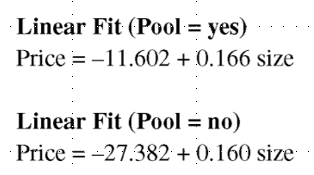 Linear Fit (Pool = yes)
Price = –11.602 + 0.166 size
Linear Fit (Pool = no)
Price = –27.382 + 0.160 size